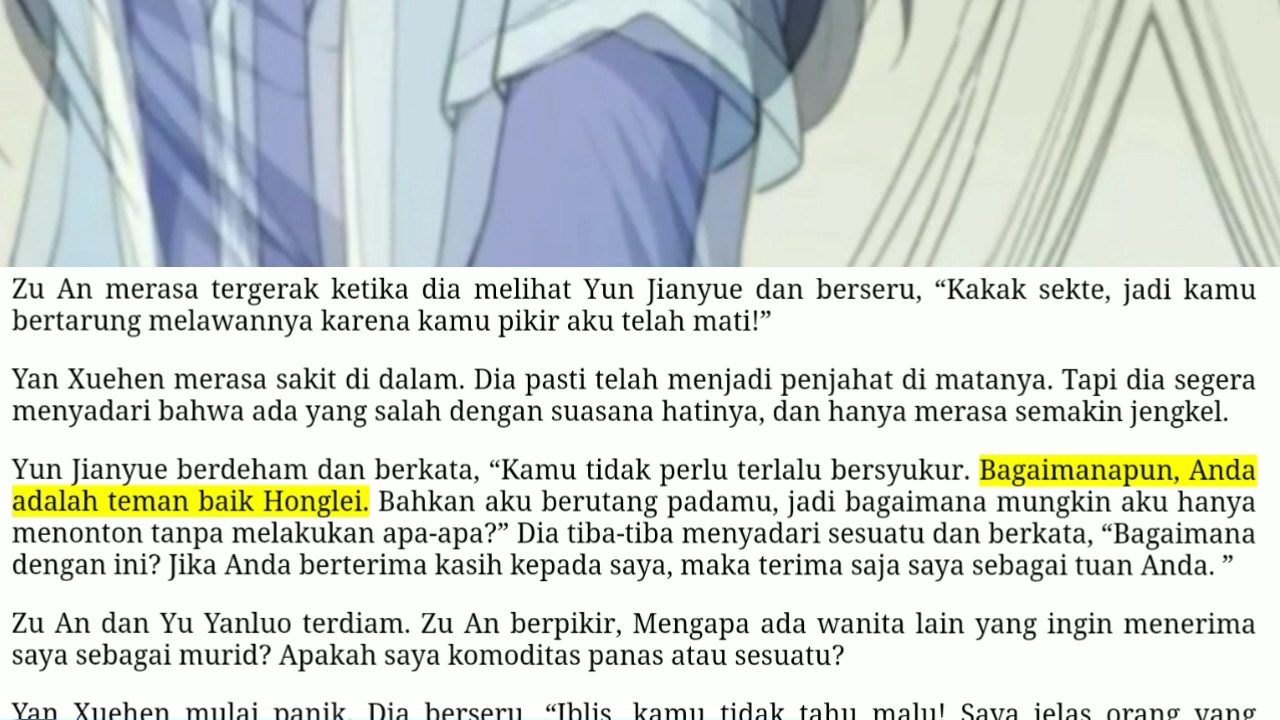 Zu An merasa tergerak ketika dia melihat Yun Jianyue dan berseru, “Kakak sekte, jadi kamu
bertarung melawannya karena kamu pikir aku telah mati!”
Yan Xuehen merasa sakit di dalam. Dia pasti telah menjadi penjahat di matanya. Tapi dia segera
menyadari bahwa ada yang salah dengan suasana hatinya, dan hanya merasa semakin jengkel.
Yun Jianyue berdeham dan berkata, “Kamu tidak perlu terlalu bersyukur. Bagaimanapun, Anda
adalah teman baik Honglei. Bahkan aku berutang padamu, jadi bagaimana mungkin aku hanya
menonton tanpa melakukan apa-apa?” Dia tiba-tiba menyadari sesuatu dan berkata, “Bagaimana
dengan ini? Jika Anda berterima kasih kepada saya, maka terima saja saya sebagai tuan Anda. ”
Zu An dan Yu Yanluo terdiam. Zu An berpikir, Mengapa ada wanita lain yang ingin menerima
saya sebagai murid? Apakah saya komoditas panas atau sesuatu?
Yan Xuehen mulai panik. Dia berseru, “Iblis, kamu tidak tahu malu! Saya jelas orang yang